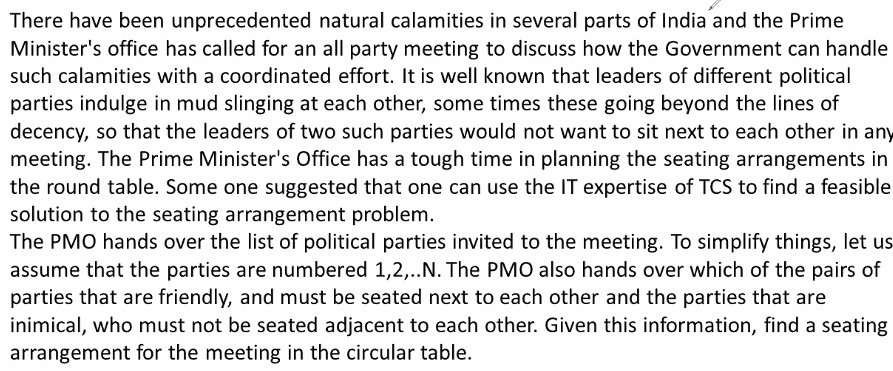 There have been unprecedented natural calamities in several parts of India and the Prime
Minister's office has called for an all party meeting to discuss how the Government can handle
such calamities with a coordinated effort. It is well known that leaders of different political
parties indulge in mud slinging at each other, some times these going beyond the lines of
decency, so that the leaders of two such parties would not want to sit next to each other in any
meeting. The Prime Minister's Office has a tough time in planning the seating arrangements in
the round table. Some one suggested that one can use the IT expertise of TCS to find a feasible
solution to the seating arrangement problem.
The PMO hands over the list of political parties invited to the meeting. To simplify things, let us
assume that the parties are numbered 1,2,..N. The PMO also hands over which of the pairs of
parties that are friendly, and must be seated next to each other and the parties that are
inimical, who must not be seated adjacent to each other. Given this information, find a seating
arrangement for the meeting in the circular table.